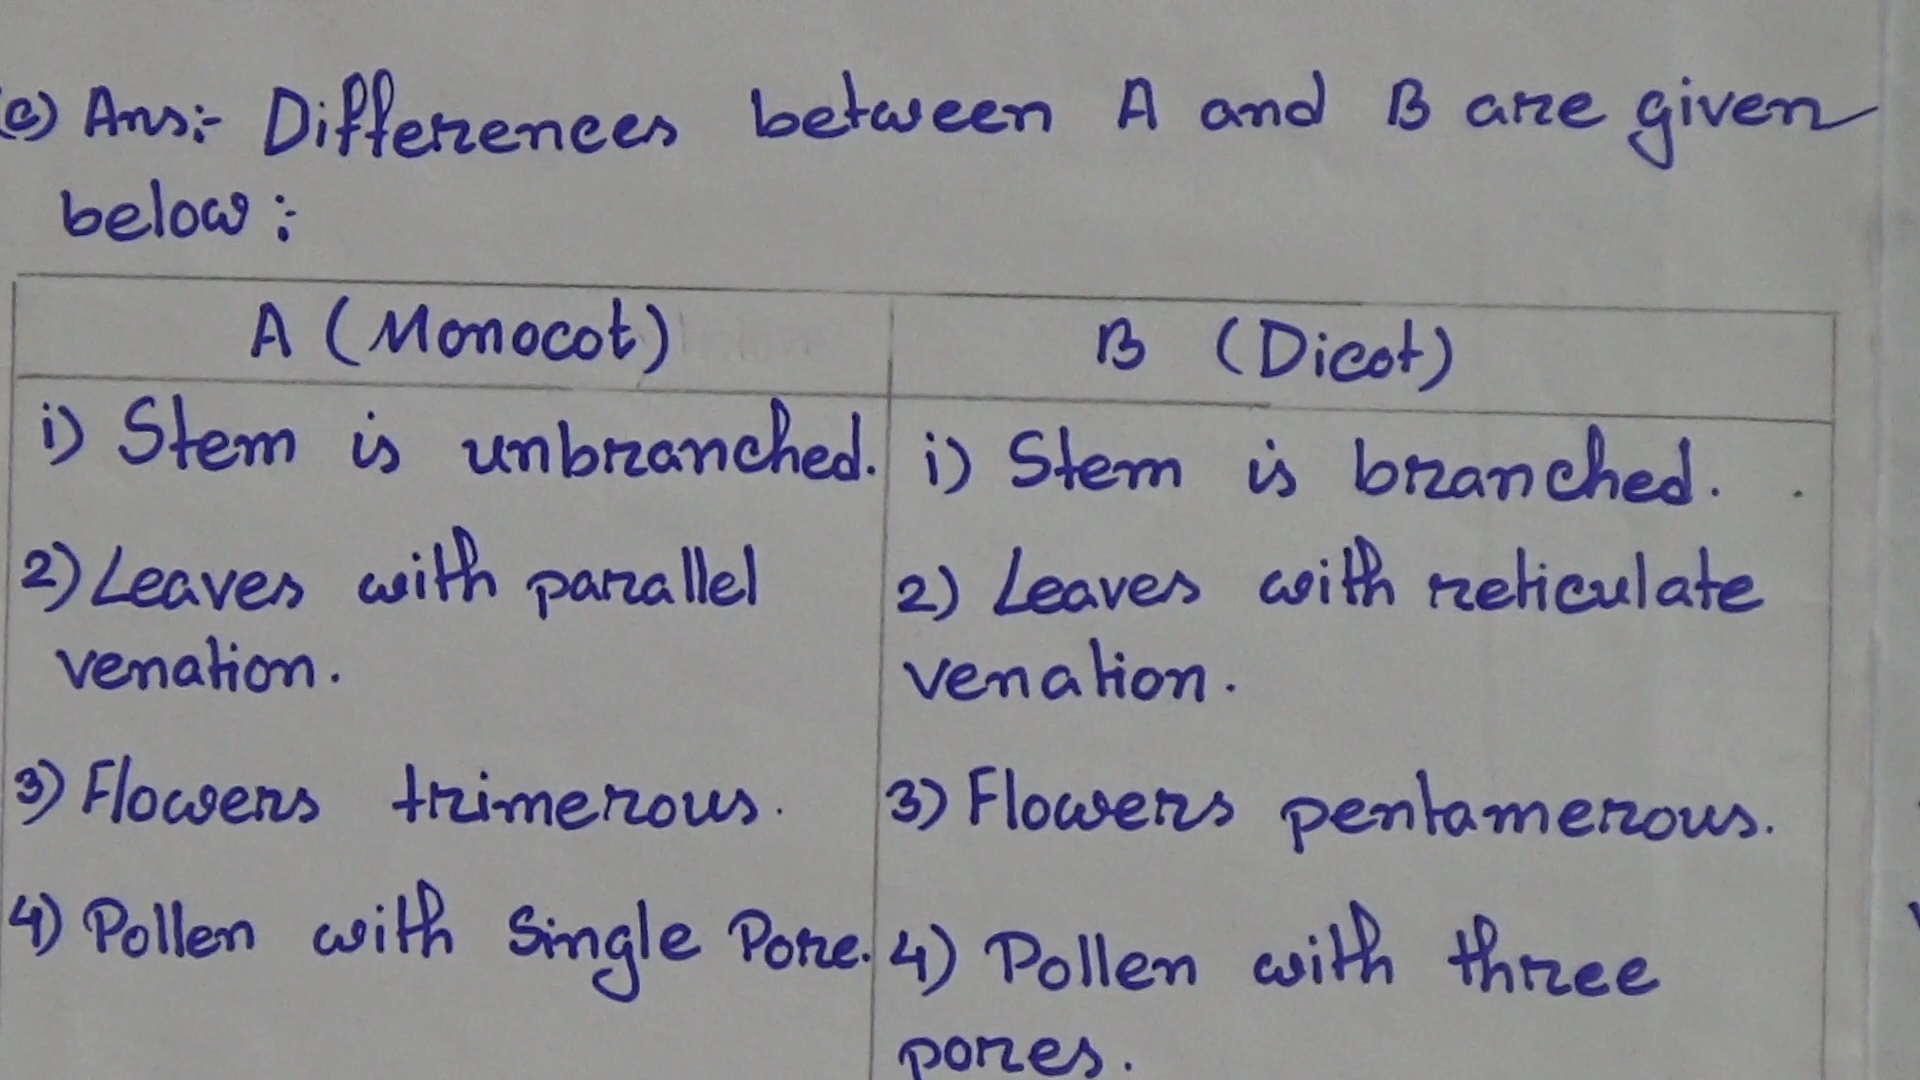 (c) Ans:- Differences between A and B are given
below:
A (Monocot)
B (Dicot)
i) Stem is unbranched.
i) Stem is branched.
2) Leaves with parallel
venation.
2) Leaves with reticulate
venation.
3) Flowers trimerous.
3) Flowers pentamerous.
4) Pollen with Single Pore.
4) Pollen with three
pores.